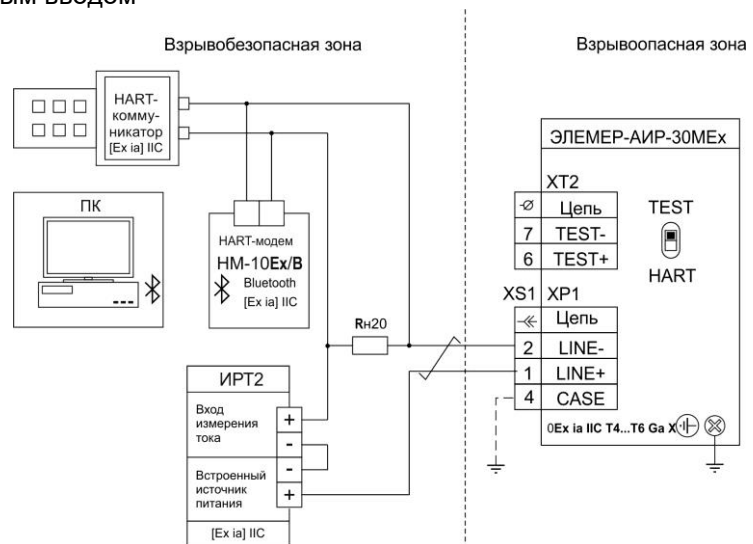 Взрывобезопасная зона
Взрывоопасная зона
HART-
комму-
никатор
[Ex ia] IIC
ПК
HART-модем
HM-10Ex/B
Bluetooth
[Ex ia] IIC
Rн20
ИРТ2
Вход
измерения
тока
+
-
Встроенный
источник
питания
-
+
[Ex ia] IIC
ЭЛЕМЕР-АИР-30МЕх
XT2
Цепь
7 TEST-
6 TEST+
TEST
HART
XS1 XP1
Цепь
2 LINE-
1 LINE+
4 CASE
0Ex ia IIC T4...T6 Ga X